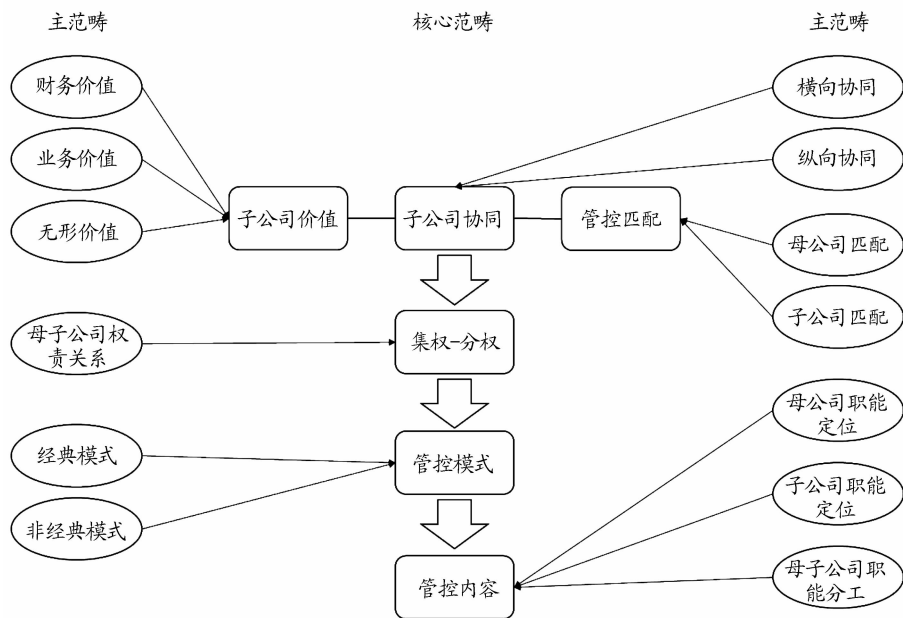 主范畴
核心范畴
主范畴
财务价值
业务价值
无形价值
子公司价值
子公司协同
管控匹配
横向协同
纵向协同
母公司匹配
子公司匹配
母子公司权
责关系
集权-分权
经典模式
非经典模式
管控模式
管控内容
母公司职能
定位
子公司职能
定位
母子公司职
能分工